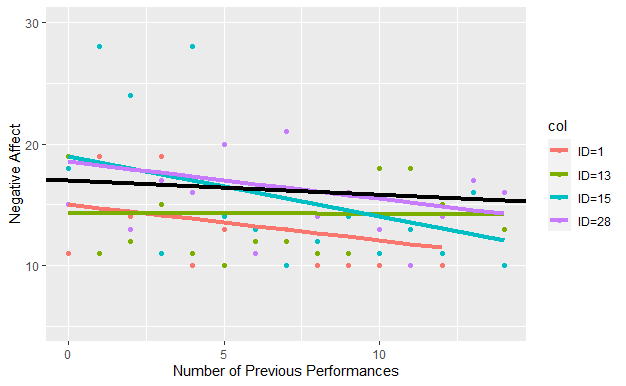 30
20
10
Negative Affect
0
5
10
Number of Previous Performances
col
ID=1
ID=13
ID=15
ID=28